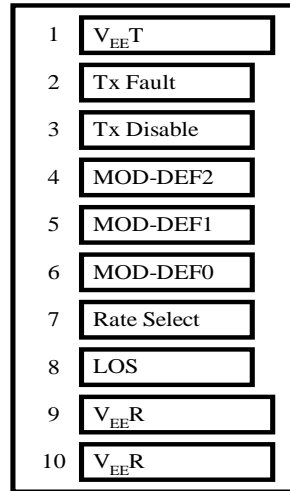 1 VEET
2 Tx Fault
3 Tx Disable
4 MOD-DEF2
5 MOD-DEF1
6 MOD-DEF0
7 Rate Select
8 LOS
9 VEER
10 VEER